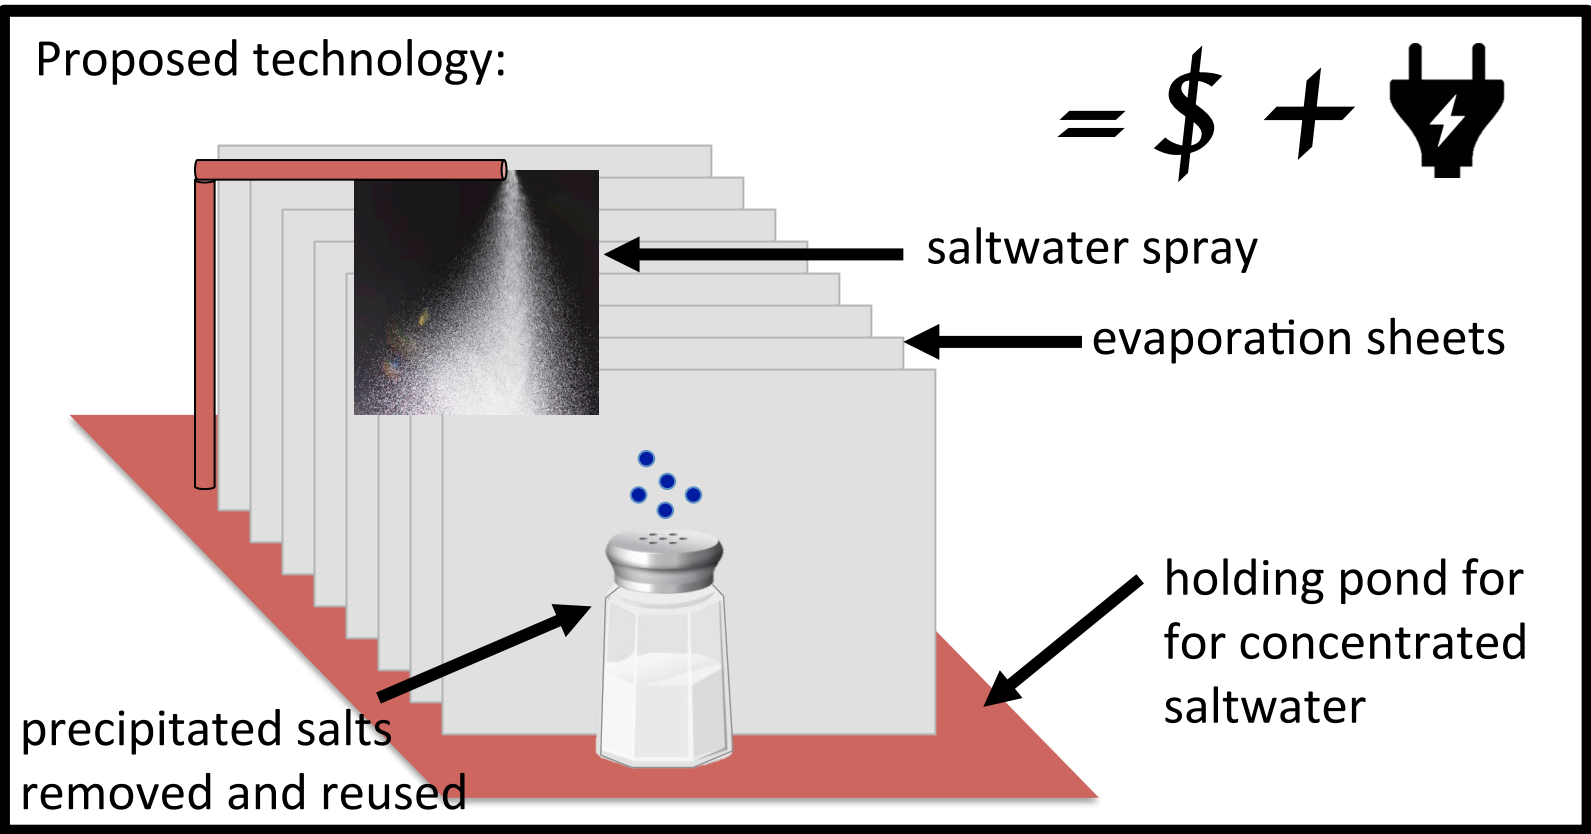 Proposed technology:
= $ +
saltwater spray
evaporation sheets
holding pond for
for concentrated
saltwater
precipitated salts
removed and reused